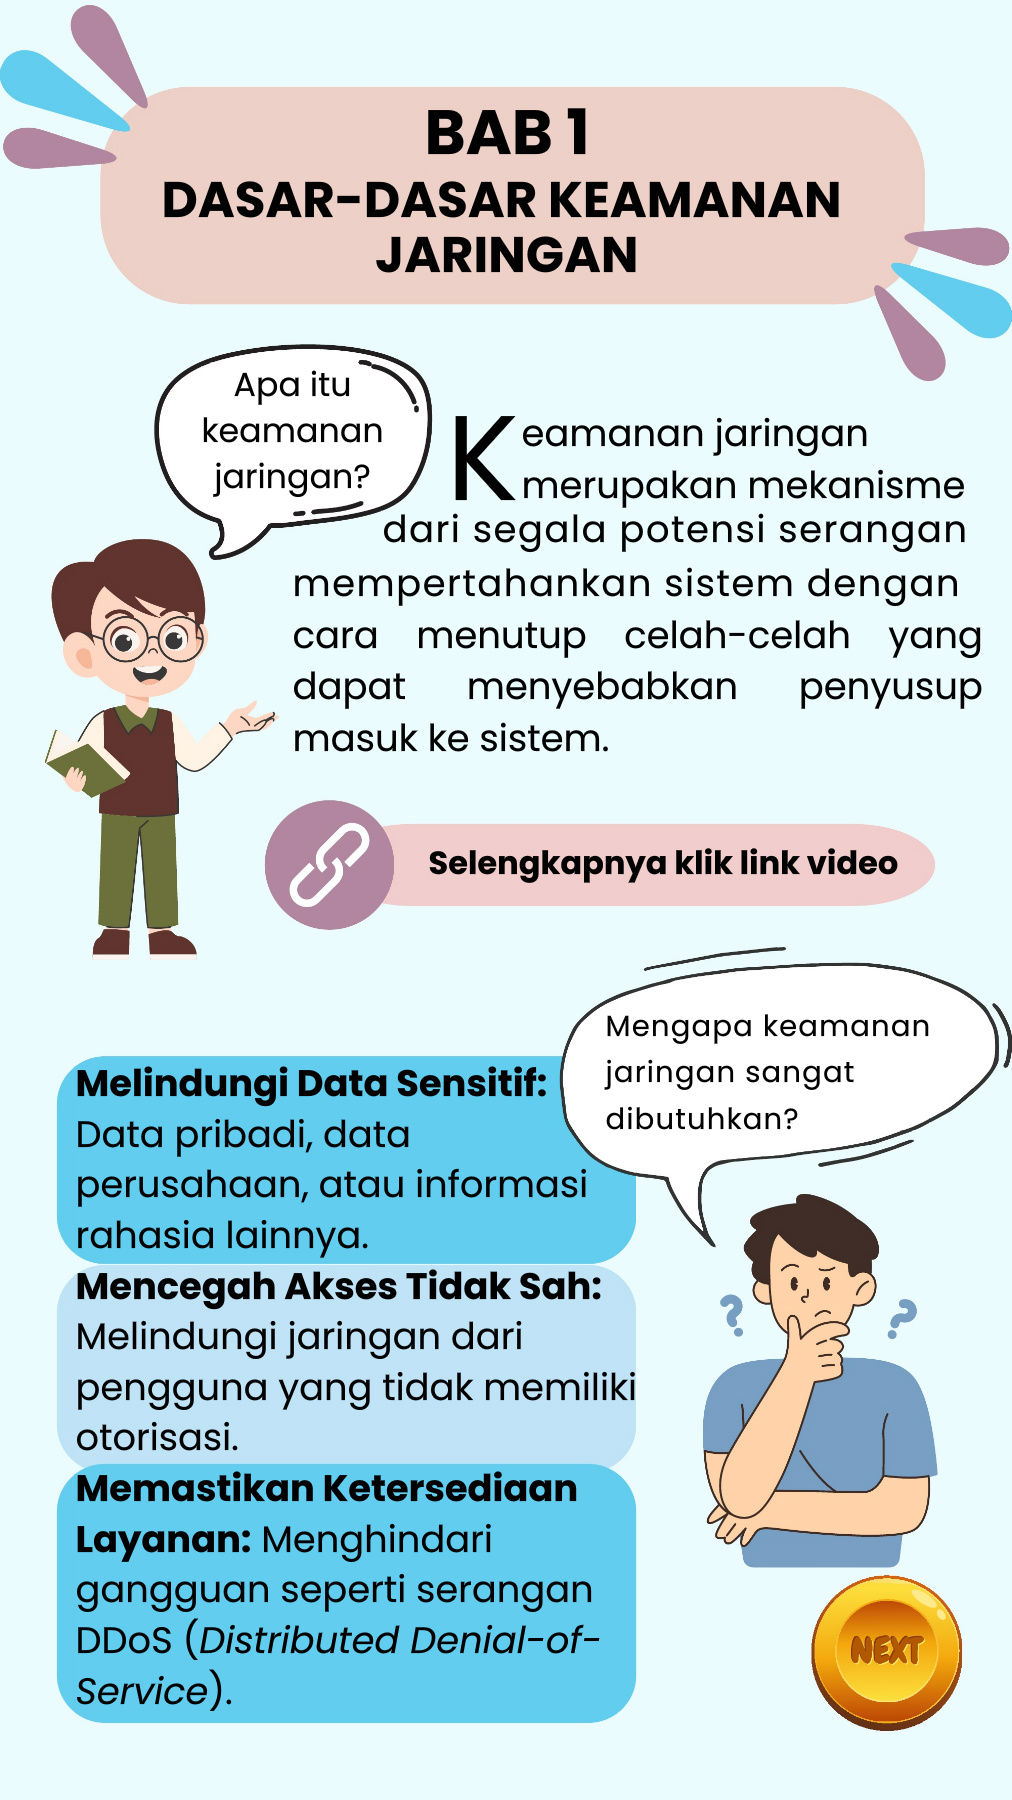 BAB 1
DASAR-DASAR KEAMANAN
JARINGAN
Apa itu
keamanan
jaringan?
Keamanan jaringan
merupakan mekanisme
dari segala potensi serangan
mempertahankan sistem dengan
cara menutup celah-celah yang
dapat menyebabkan penyusup
masuk ke sistem.
Selengkapnya klik link video
Mengapa keamanan
jaringan sangat
dibutuhkan?
Melindungi Data Sensitif:
Data pribadi, data
perusahaan, atau informasi
rahasia lainnya.
Mencegah Akses Tidak Sah:
Melindungi jaringan dari
pengguna yang tidak memiliki
otorisasi.
Memastikan Ketersediaan
Layanan: Menghindari
gangguan seperti serangan
DDoS (Distributed Denial-of-
Service).
NEXT